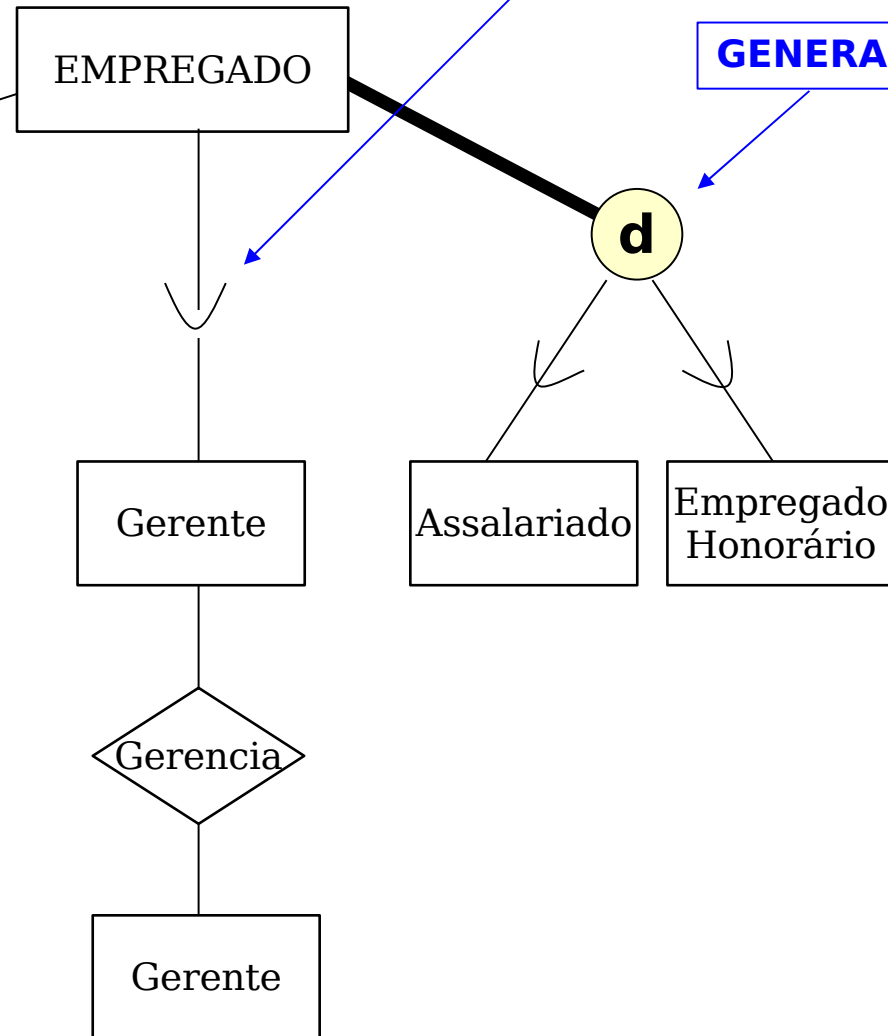 EMPREGADO
GENERA
d
Gerente
Assalariado
Empregado
Honorário
Gerencia
Gerente